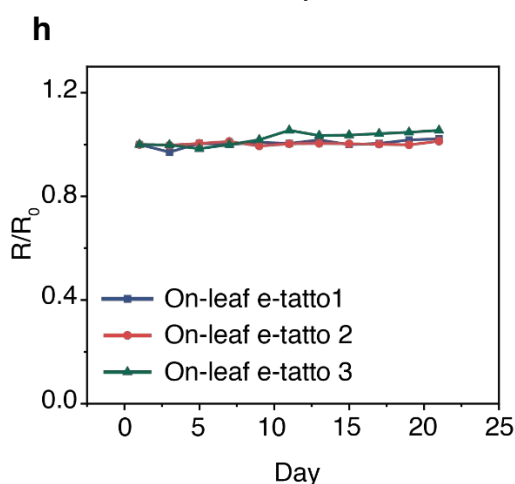 h
1.2
0.8
0.4
0.0
R/R₀
On-leaf e-tatto1
On-leaf e-tatto 2
On-leaf e-tatto 3
0 5 10 15 20 25
Day